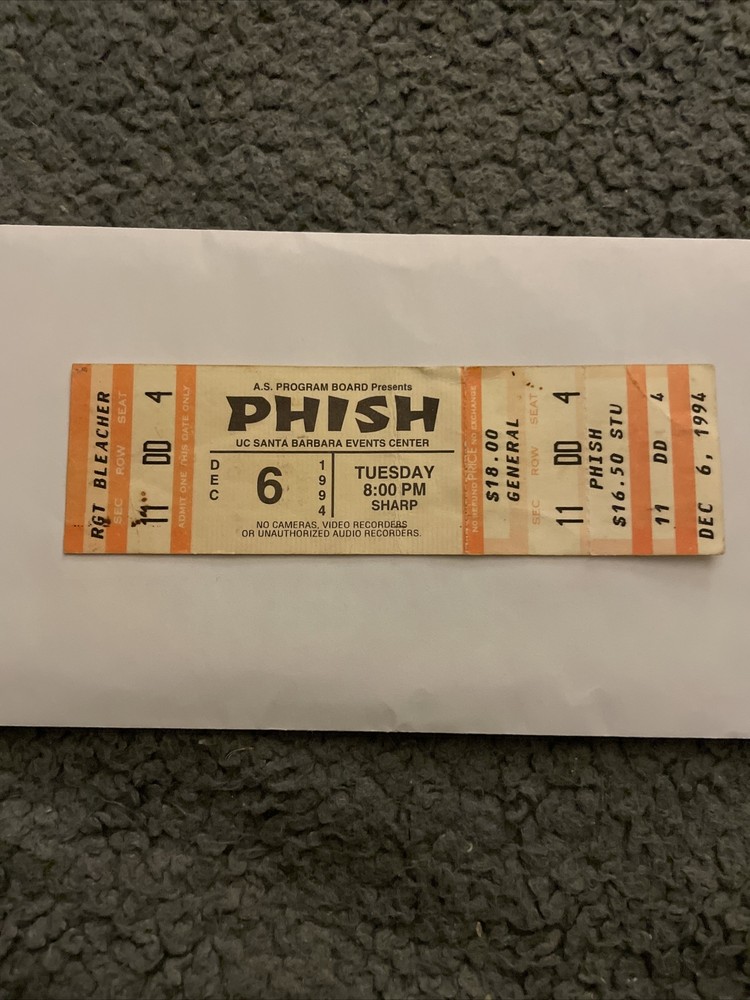 RGT BLEACHER
SEC ROW SEAT
11 DD 4
ADMIT ONE THIS DATE ONLY
A.S. PROGRAM BOARD Presents
PHISH
UC SANTA BARBARA EVENTS CENTER
DEC
6
1994
TUESDAY
8:00 PM
SHARP
NO CAMERAS, VIDEO RECORDERS
OR UNAUTHORIZED AUDIO RECORDERS.
NO REFUND PRICE NO EXCHANGE
$18.00
GENERAL
SEC ROW SEAT
11 DD 4
PHISH
$16.50 STU
11 DD 4
DEC 6, 1994